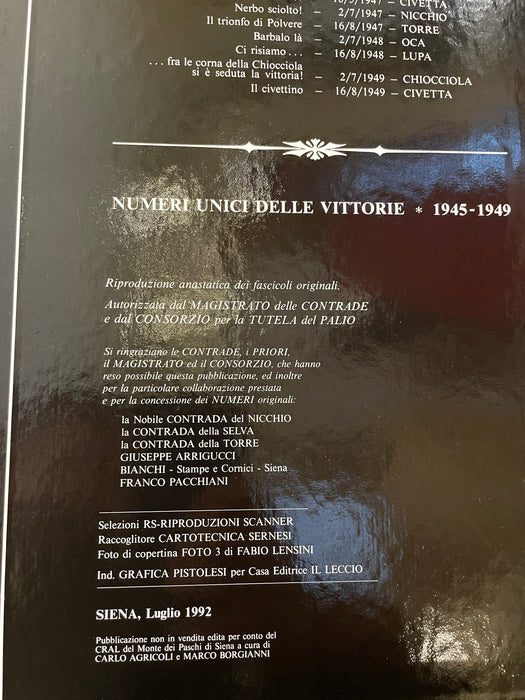 16/5/1947 – CIVETTA
Nerbo sciolto! – 2/7/1947 – NICCHIO
Il trionfo di Polvere – 16/8/1947 – TORRE
Barbalo là – 2/7/1948 – OCA
Ci risiamo . . . – 16/8/1948 – LUPA
. . . fra le corna della Chiocciola
si è seduta la vittoria! – 2/7/1949 – CHIOCCIOLA
Il civettino – 16/8/1949 – CIVETTA
NUMERI UNICI DELLE VITTORIE * 1945-1949
Riproduzione anastatica dei fascicoli originali.
Autorizzata dal MAGISTRATO delle CONTRADE
e dal CONSORZIO per la TUTELA del PALIO
Si ringraziano le CONTRADE, i PRIORI,
il MAGISTRATO ed il CONSORZIO, che hanno
reso possibile questa pubblicazione, ed inoltre
per la particolare collaborazione prestata
e per la concessione dei NUMERI originali:
la Nobile CONTRADA del NICCHIO
la CONTRADA della SELVA
la CONTRADA della TORRE
GIUSEPPE ARRIGUCCI
BIANCHI - Stampe e Cornici - Siena
FRANCO PACCHIANI
Selezioni RS-RIPRODUZIONI SCANNER
Raccoglitore CARTOTECNICA SERNESI
Foto di copertina FOTO 3 di FABIO LENSINI
Ind. GRAFICA PISTOLESI per Casa Editrice IL LECCIO
SIENA, Luglio 1992
Pubblicazione non in vendita edita per conto del
CRAL del Monte dei Paschi di Siena a cura di
CARLO AGRICOLI e MARCO BORGIANNI